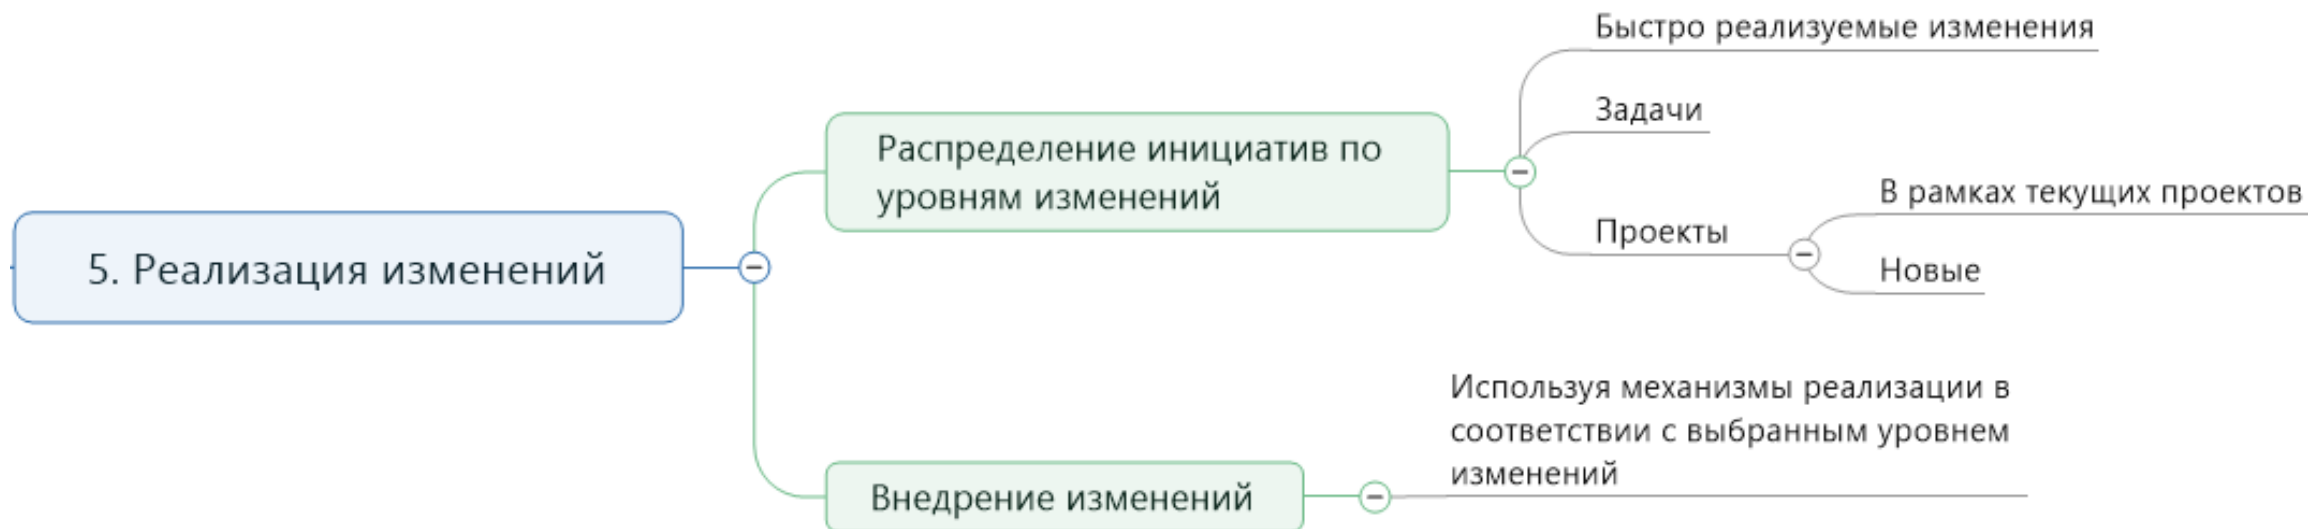 Быстро реализуемые изменения
Задачи
Распределение инициатив по
уровням изменений
В рамках текущих проектов
Проекты
5. Реализация изменений
Новые
Используя механизмы реализации в
соответствии с выбранным уровнем
изменений
Внедрение изменений